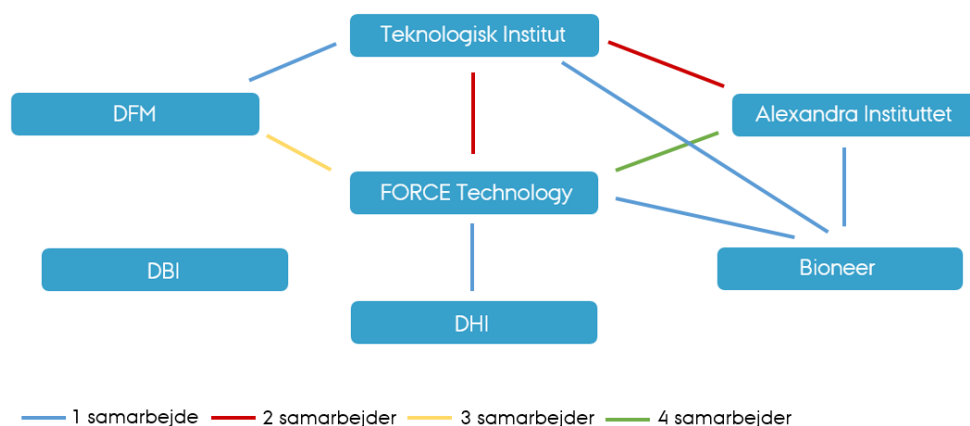 Teknologisk Institut
DFM
Alexandra Instituttet
FORCE Technology
DBI
Bioneer
DHI
1 samarbejde 2 samarbejder 3 samarbejder 4 samarbejder